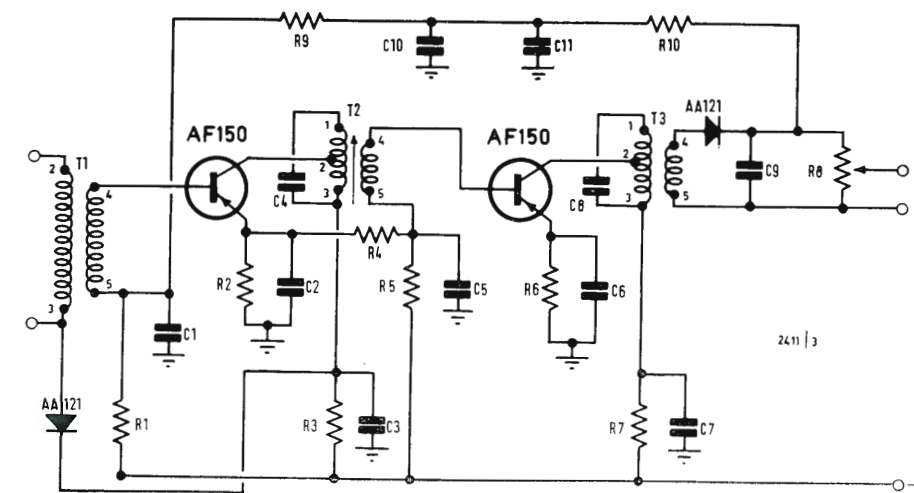 R9
C10
C11
R10
AF150
T2
1
2
3
4
5
C4
AF150
T3
1
2
3
4
5
C8
AA121
C9
R8
T1
2
3
4
5
R2
C2
R4
R5
C5
R6
C6
C1
2411/3
AA121
R1
R3
C3
R7
C7
-